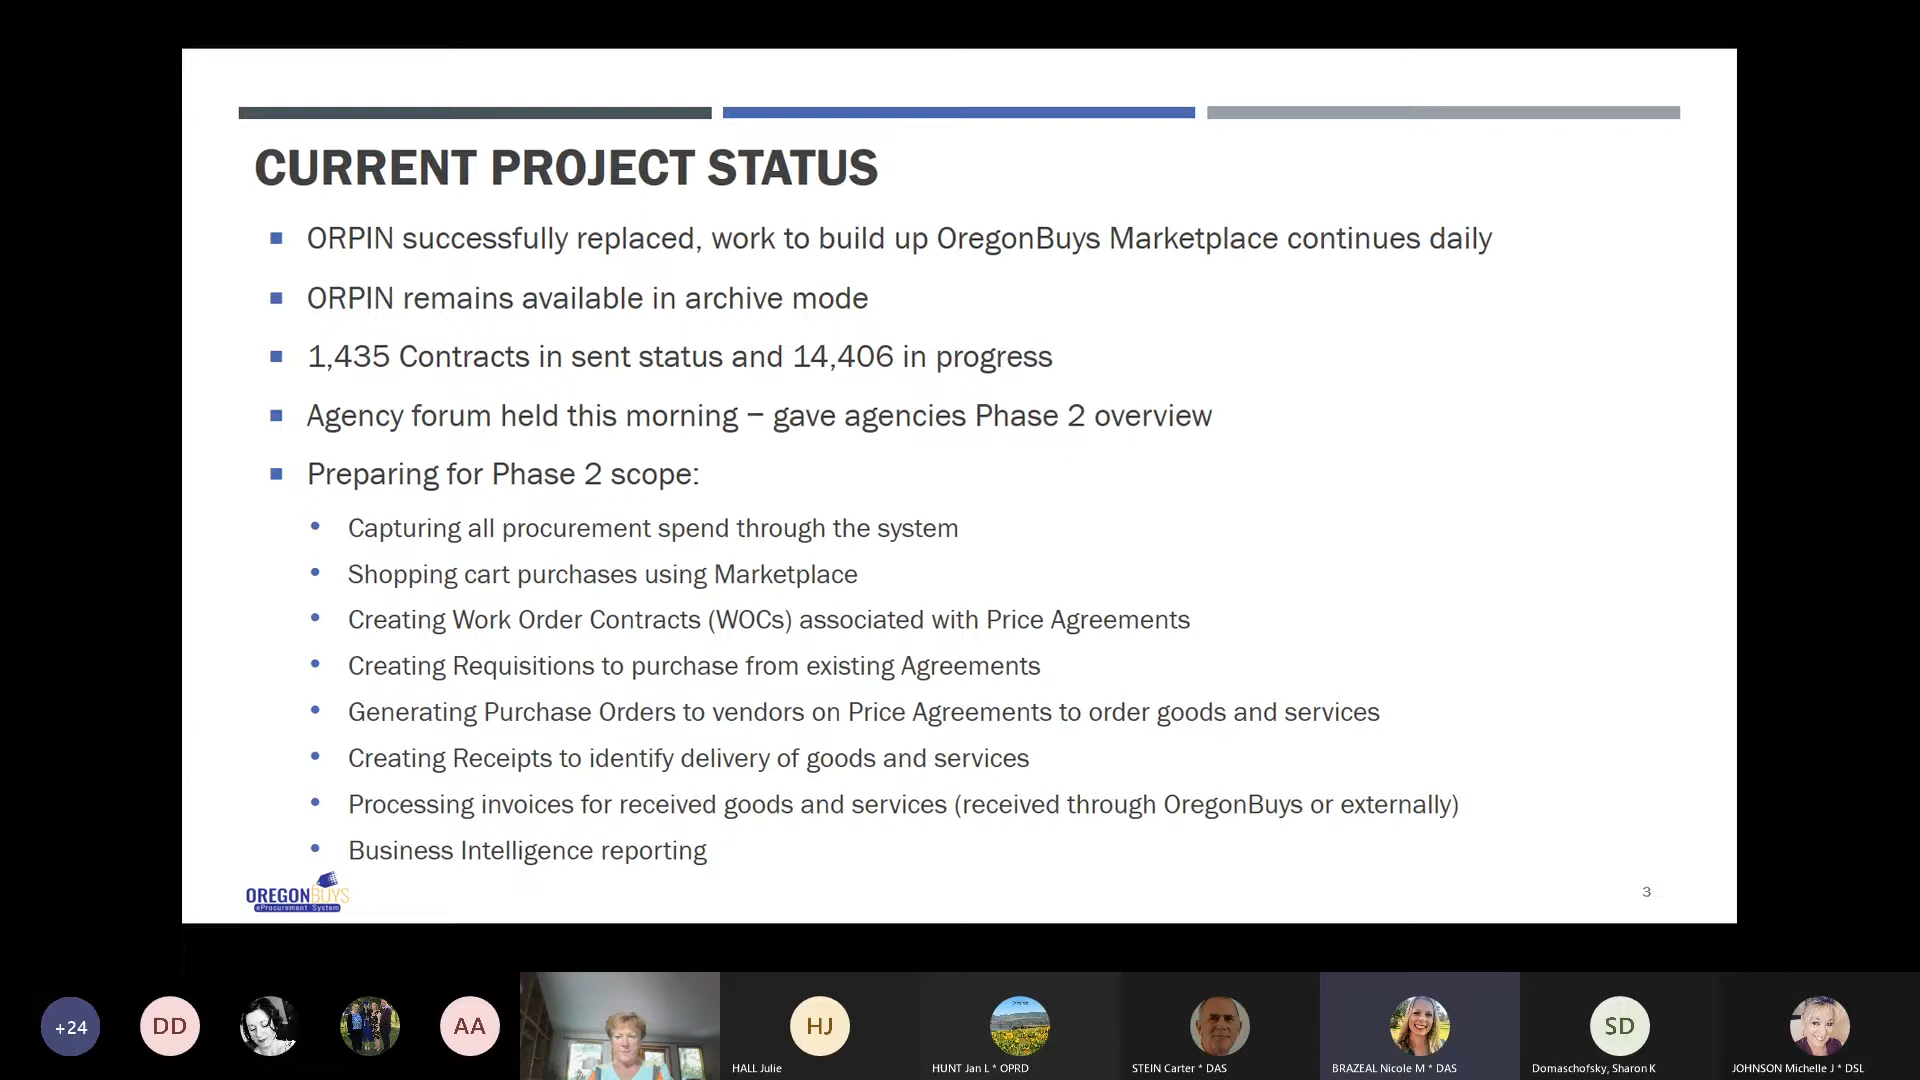 CURRENT PROJECT STATUS
ORPIN successfully replaced, work to build up OregonBuys Marketplace continues daily
ORPIN remains available in archive mode
1,435 Contracts in sent status and 14,406 in progress
Agency forum held this morning – gave agencies Phase 2 overview
Preparing for Phase 2 scope:
Capturing all procurement spend through the system
Shopping cart purchases using Marketplace
Creating Work Order Contracts (WOCs) associated with Price Agreements
Creating Requisitions to purchase from existing Agreements
Generating Purchase Orders to vendors on Price Agreements to order goods and services
Creating Receipts to identify delivery of goods and services
Processing invoices for received goods and services (received through OregonBuys or externally)
Business Intelligence reporting
OREGONBUYS
eProcurement System
3
+24
DD
AA
HJ
SD
HALL Julie
HUNT Jan L * OPRD
STEIN Carter * DAS
BRAZEAL Nicole M * DAS
Domaschofsky, Sharon K
JOHNSON Michelle J * DSL